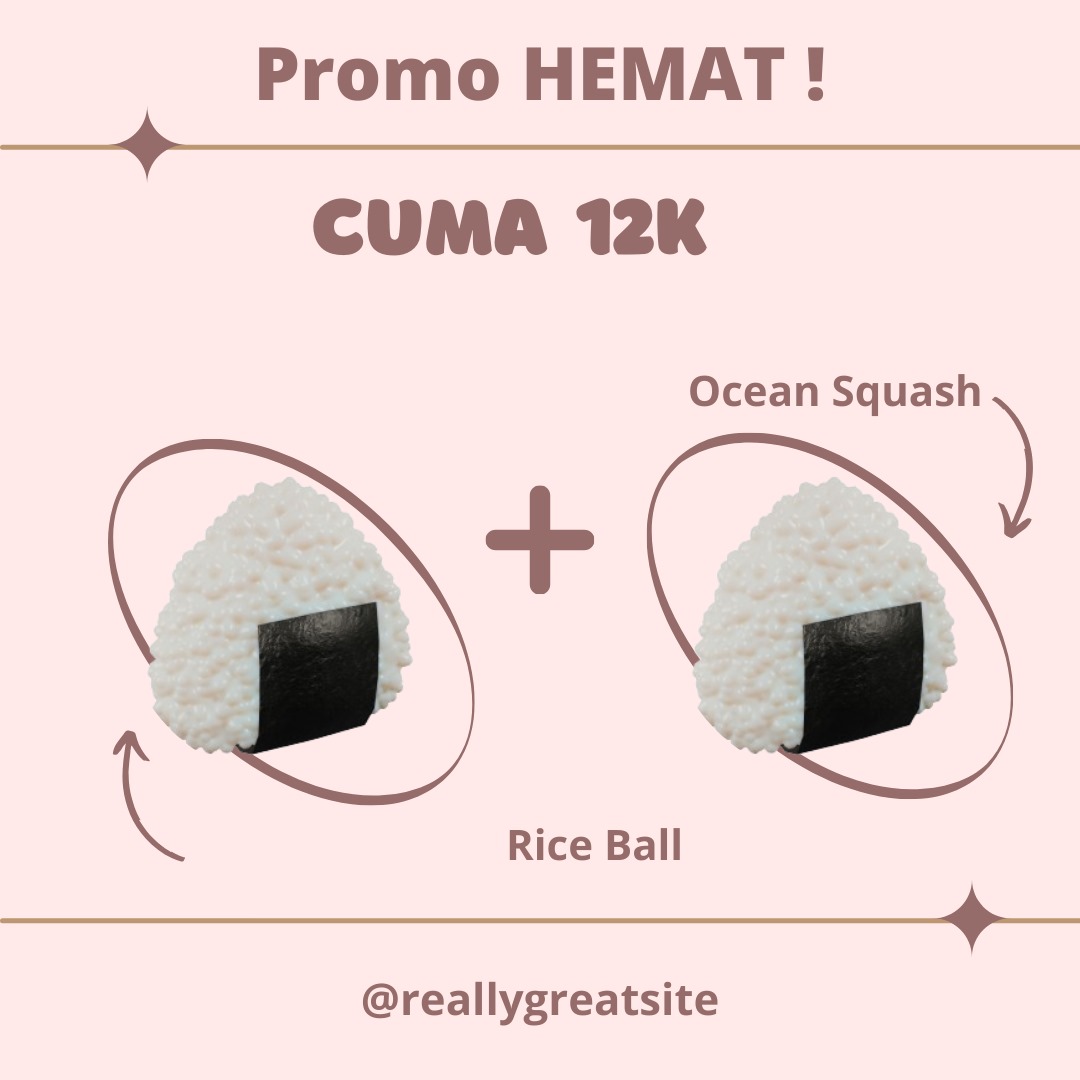 Promo HEMAT !
CUMA 12K
Ocean Squash
Rice Ball
@reallygreatsite